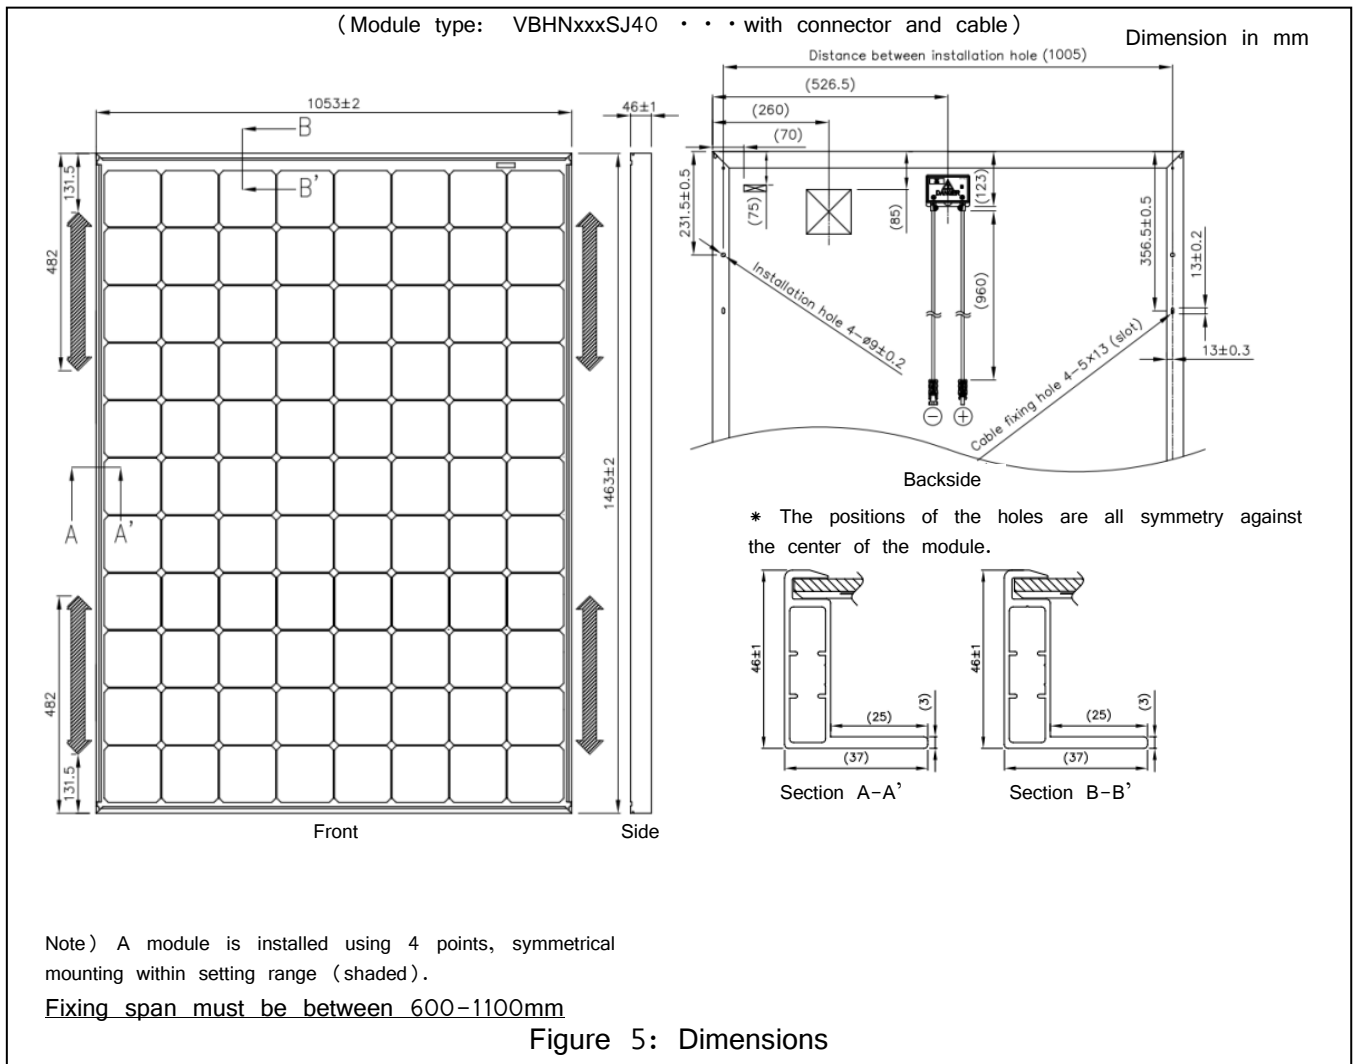 (Module type: VBHNxxxSJ40 ・・・with connector and cable)
Dimension in mm
1053±2
46±1
B
B'
131.5
482
A
A'
482
131.5
1463±2
Front
Side
Distance between installation hole (1005)
(526.5)
(260)
(70)
231.5±0.5
(75)
(85)
(123)
(960)
356.5±0.5
13±0.2
13±0.3
Installation hole 4-ø9±0.2
Cable fixing hole 4-5×13 (slot)
− +
Backside
* The positions of the holes are all symmetry against
the center of the module.
46±1
(25)
(3)
(37)
Section A-A'
46±1
(25)
(3)
(37)
Section B-B'
Note) A module is installed using 4 points, symmetrical
mounting within setting range (shaded).
Fixing span must be between 600-1100mm
Figure 5: Dimensions